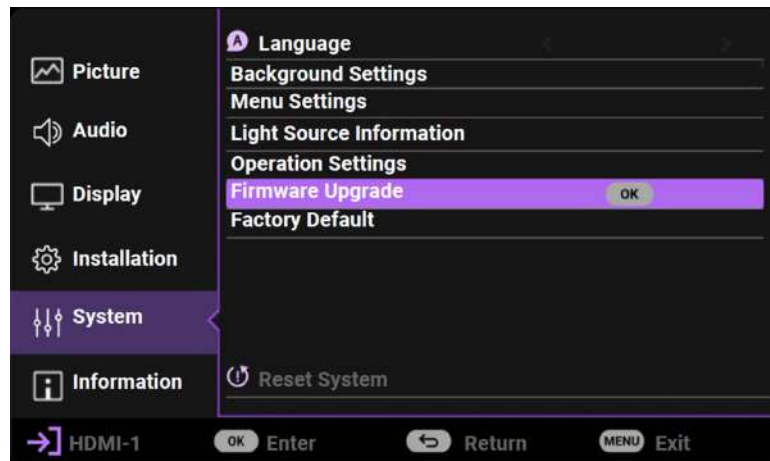 Picture
Audio
Display
Installation
System
Information
A Language
Background Settings
Menu Settings
Light Source Information
Operation Settings
Firmware Upgrade OK
Factory Default
Reset System
HDMI-1 OK Enter Return MENU Exit